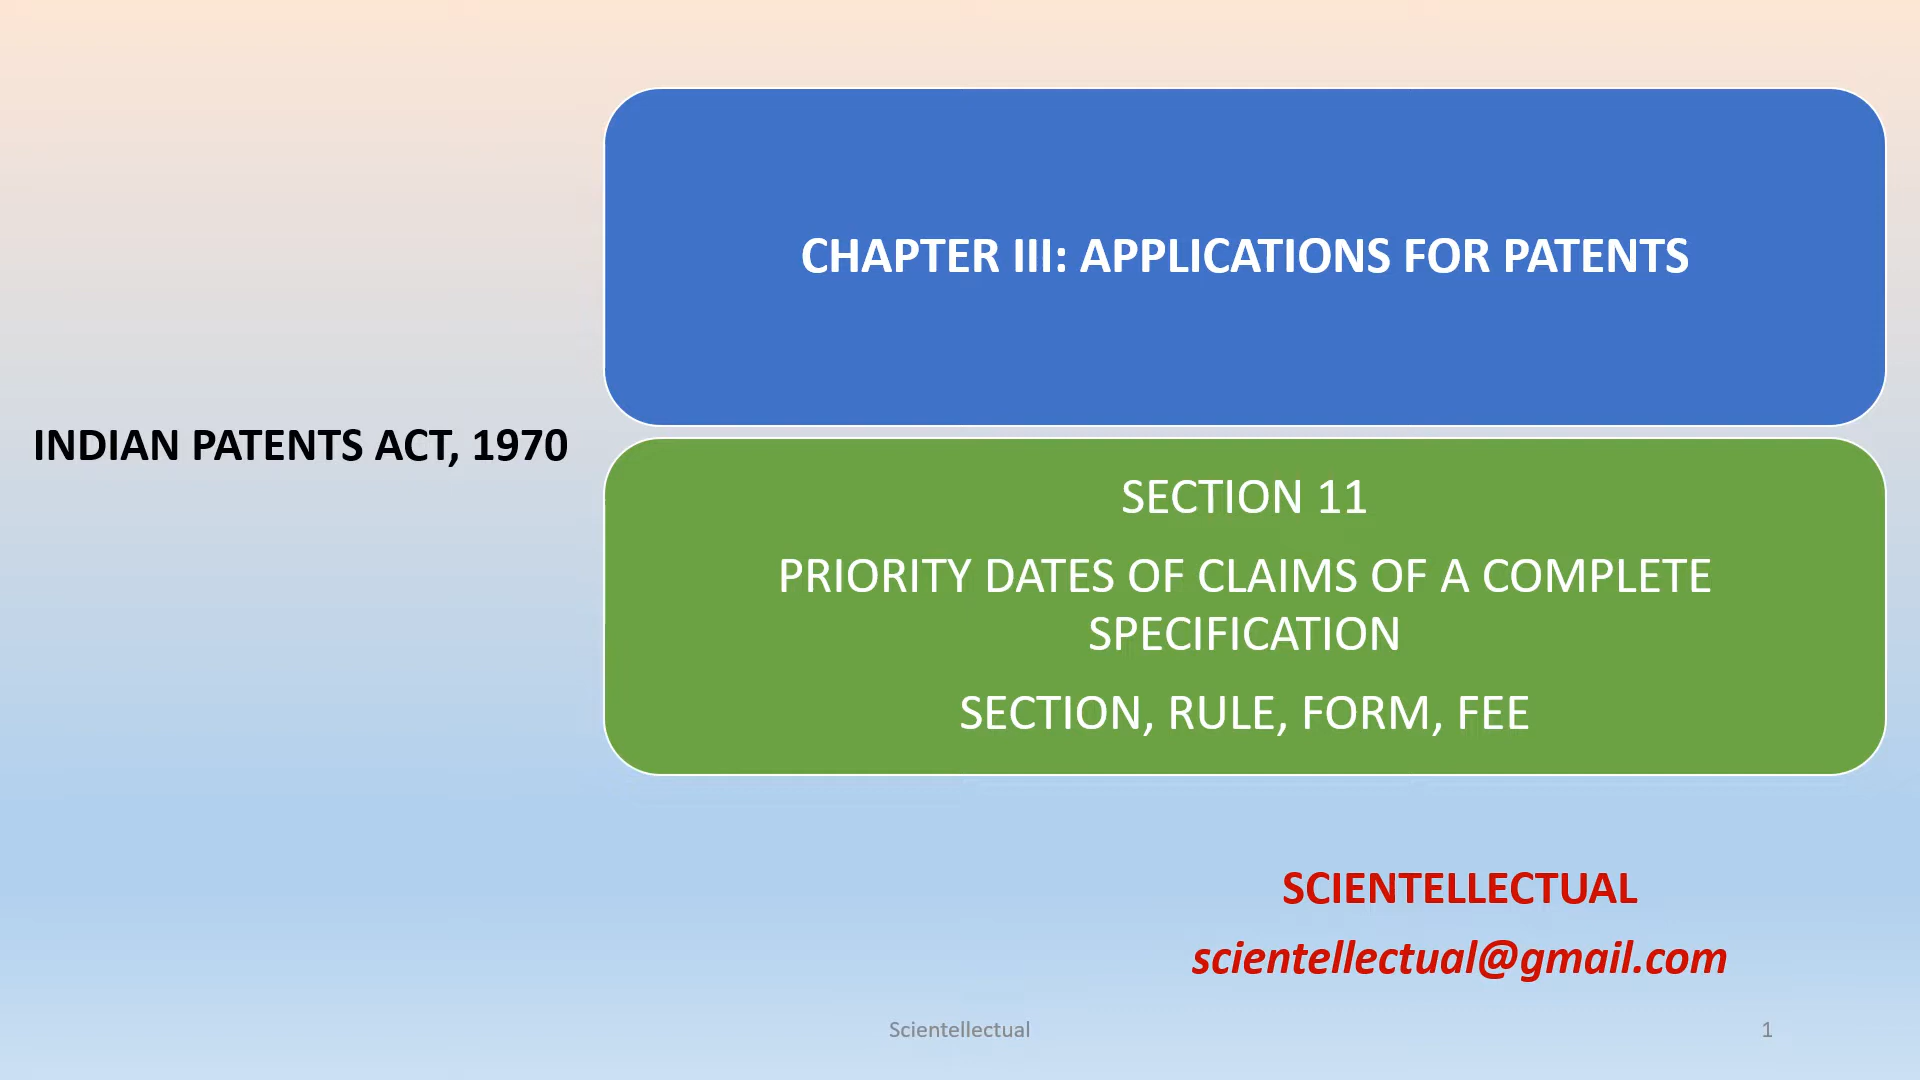 INDIAN PATENTS ACT, 1970
CHAPTER III: APPLICATIONS FOR PATENTS
SECTION 11
PRIORITY DATES OF CLAIMS OF A COMPLETE
SPECIFICATION
SECTION, RULE, FORM, FEE
SCIENTELLECTUAL
scientellectual@gmail.com
Scientellectual
1